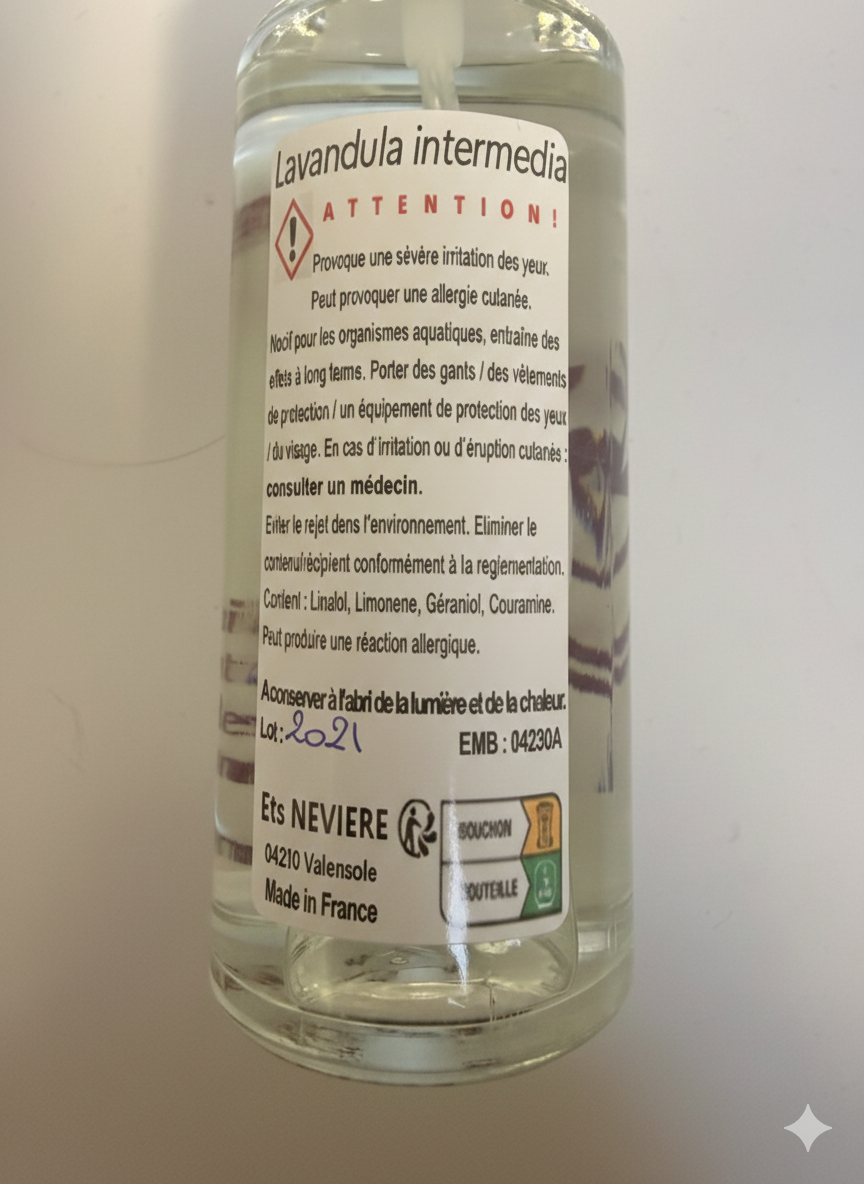 Lavandula intermedia
ATTENTION!
Provoque une sévère irritation des yeux.
Peut provoquer une allergie cutanée.
Nocif pour les organismes aquatiques, entraîne des
effets à long terms. Porter des gants / des vêlements
de protection / un équipement de protection des yeux
/ du visage. En cas d'irritation ou d'éruption culanés :
consulter un médecin.
Eviter le rejet dens l'environnement. Eliminer le
contenu/récipient conformément à la reglementation.
Contient : Linalol, Limonene, Géraniol, Couramine.
Peut produire une réaction allergique.
A conserver à l'abri de la lumière et de la chaleur.
Lot: 2021
EMB : 04230A
Ets NEVIERE
04210 Valensole
Made in France
BOUCHON
BOUTEILLE